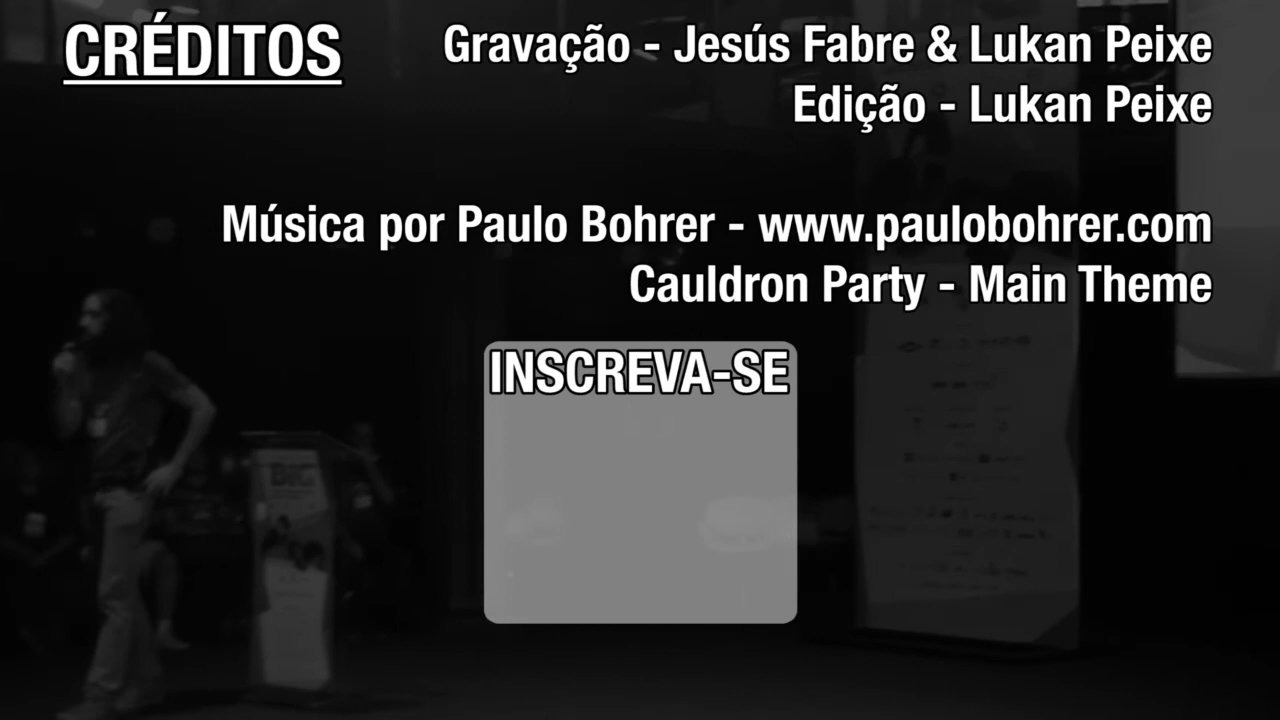 CRÉDITOS
Gravação - Jesús Fabre & Lukan Peixe
Edição - Lukan Peixe
Música por Paulo Bohrer - www.paulobohrer.com
Cauldron Party - Main Theme
INSCREVA-SE
BIG